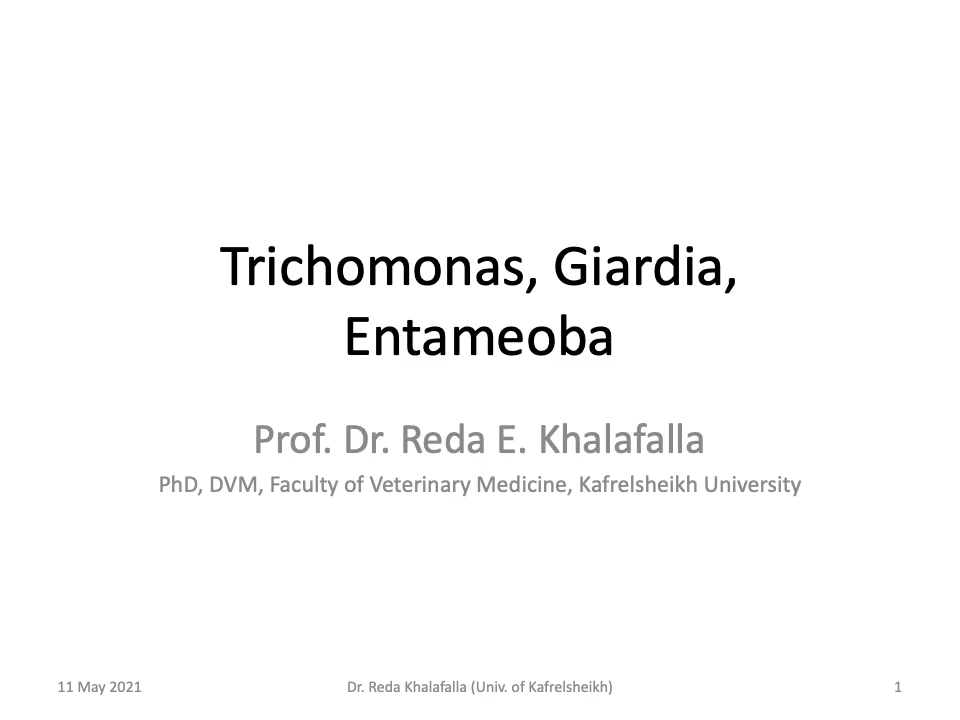 Trichomonas, Giardia,
Entameoba
Prof. Dr. Reda E. Khalafalla
PhD, DVM, Faculty of Veterinary Medicine, Kafrelsheikh University
11 May 2021
Dr. Reda Khalafalla (Univ. of Kafrelsheikh)
1